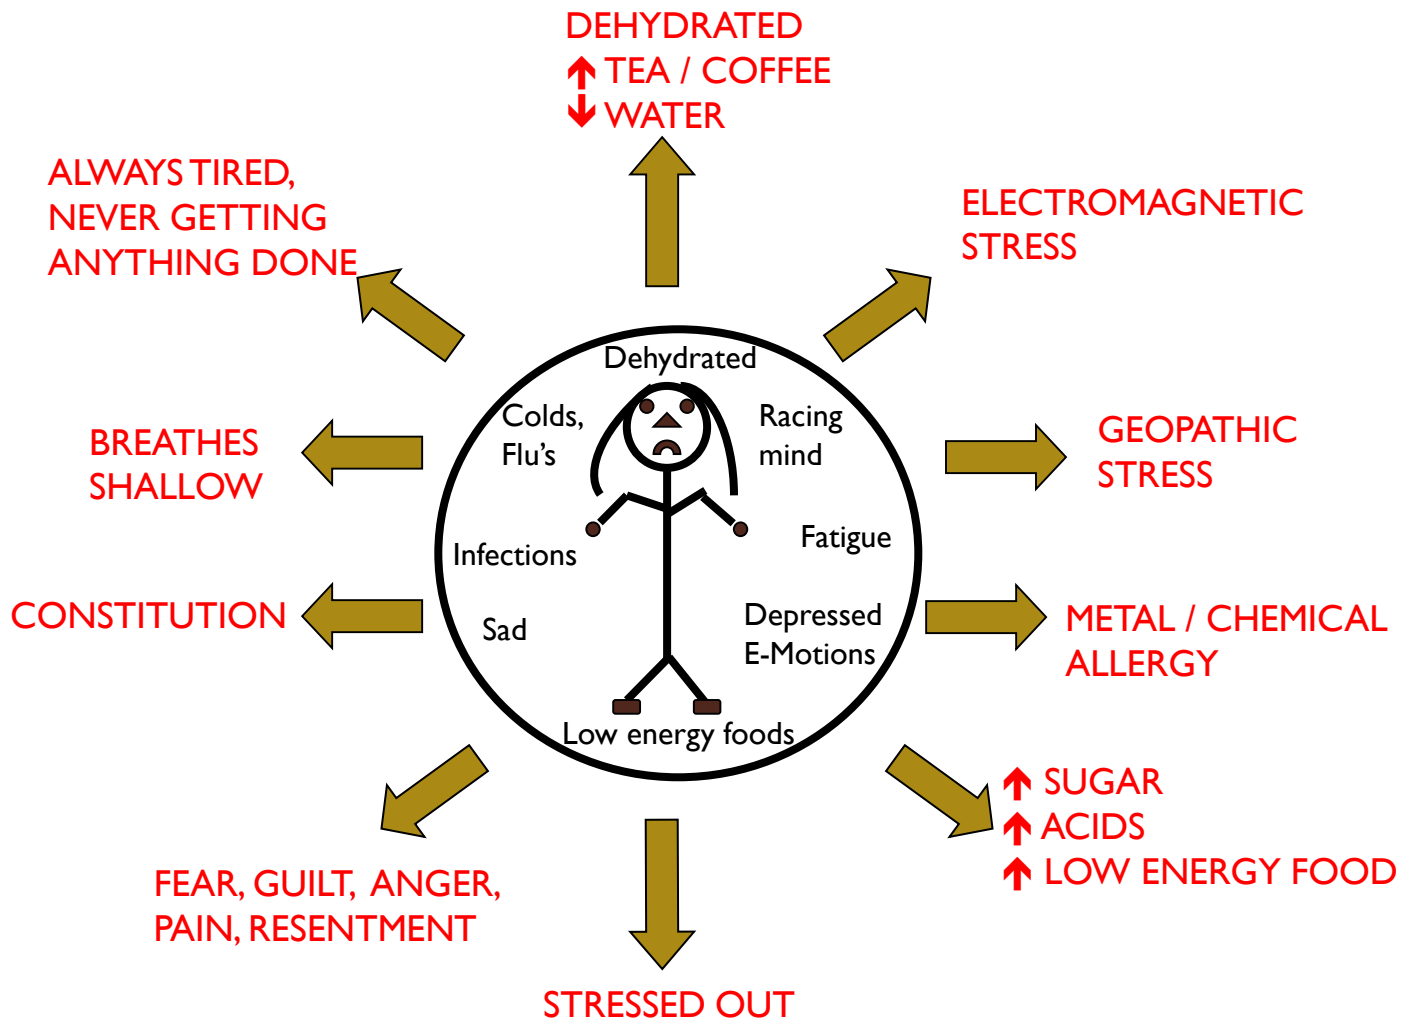 DEHYDRATED
↑ TEA / COFFEE
↓ WATER
ALWAYS TIRED,
NEVER GETTING
ANYTHING DONE
ELECTROMAGNETIC
STRESS
BREATHES
SHALLOW
GEOPATHIC
STRESS
CONSTITUTION
METAL / CHEMICAL
ALLERGY
Dehydrated
Colds,
Flu's
Racing
mind
Infections
Fatigue
Sad
Depressed
E-Motions
Low energy foods
FEAR, GUILT, ANGER,
PAIN, RESENTMENT
↑ SUGAR
↑ ACIDS
↑ LOW ENERGY FOOD
STRESSED OUT